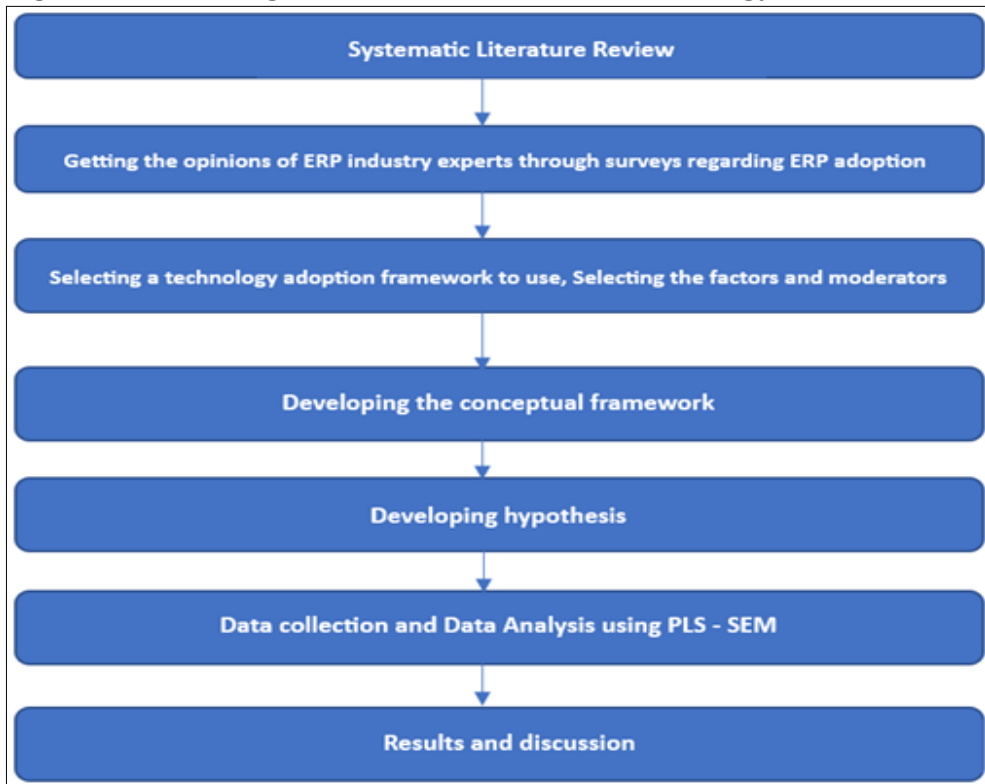 Systematic Literature Review
Getting the opinions of ERP industry experts through surveys regarding ERP adoption
Selecting a technology adoption framework to use, Selecting the factors and moderators
Developing the conceptual framework
Developing hypothesis
Data collection and Data Analysis using PLS - SEM
Results and discussion